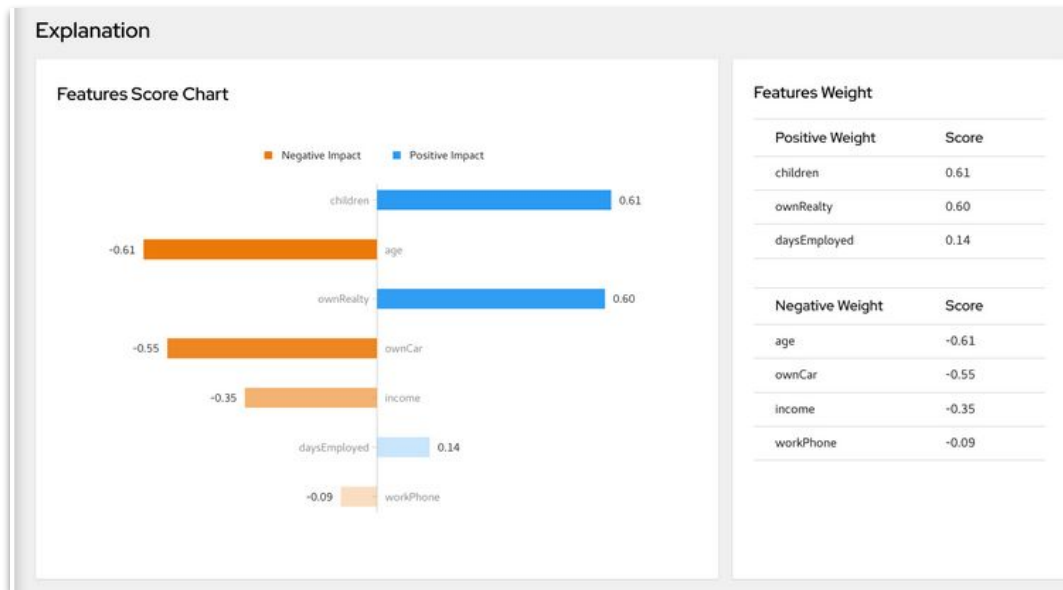 Explanation
Features Score Chart
Negative Impact Positive Impact
children 0.61
-0.61 age
ownRealty 0.60
-0.55 ownCar
-0.35 income
daysEmployed 0.14
-0.09 workPhone
Features Weight
Positive Weight Score
children 0.61
ownRealty 0.60
daysEmployed 0.14
Negative Weight Score
age -0.61
ownCar -0.55
income -0.35
workPhone -0.09